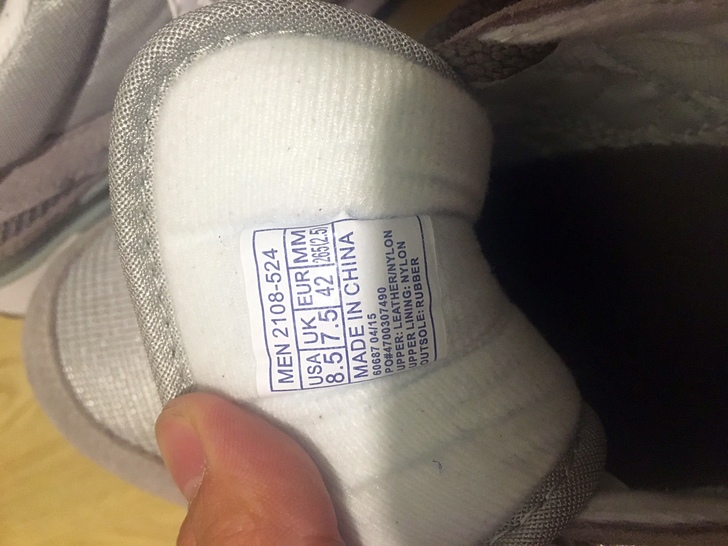 MEN 2108-524
USA UK EUR MM
8.5 7.5 42 265(2.5)
MADE IN CHINA
60687 04/15
PO#4700307490
UPPER: LEATHER/NYLON
UPPER LINING: NYLON
OUTSOLE: RUBBER